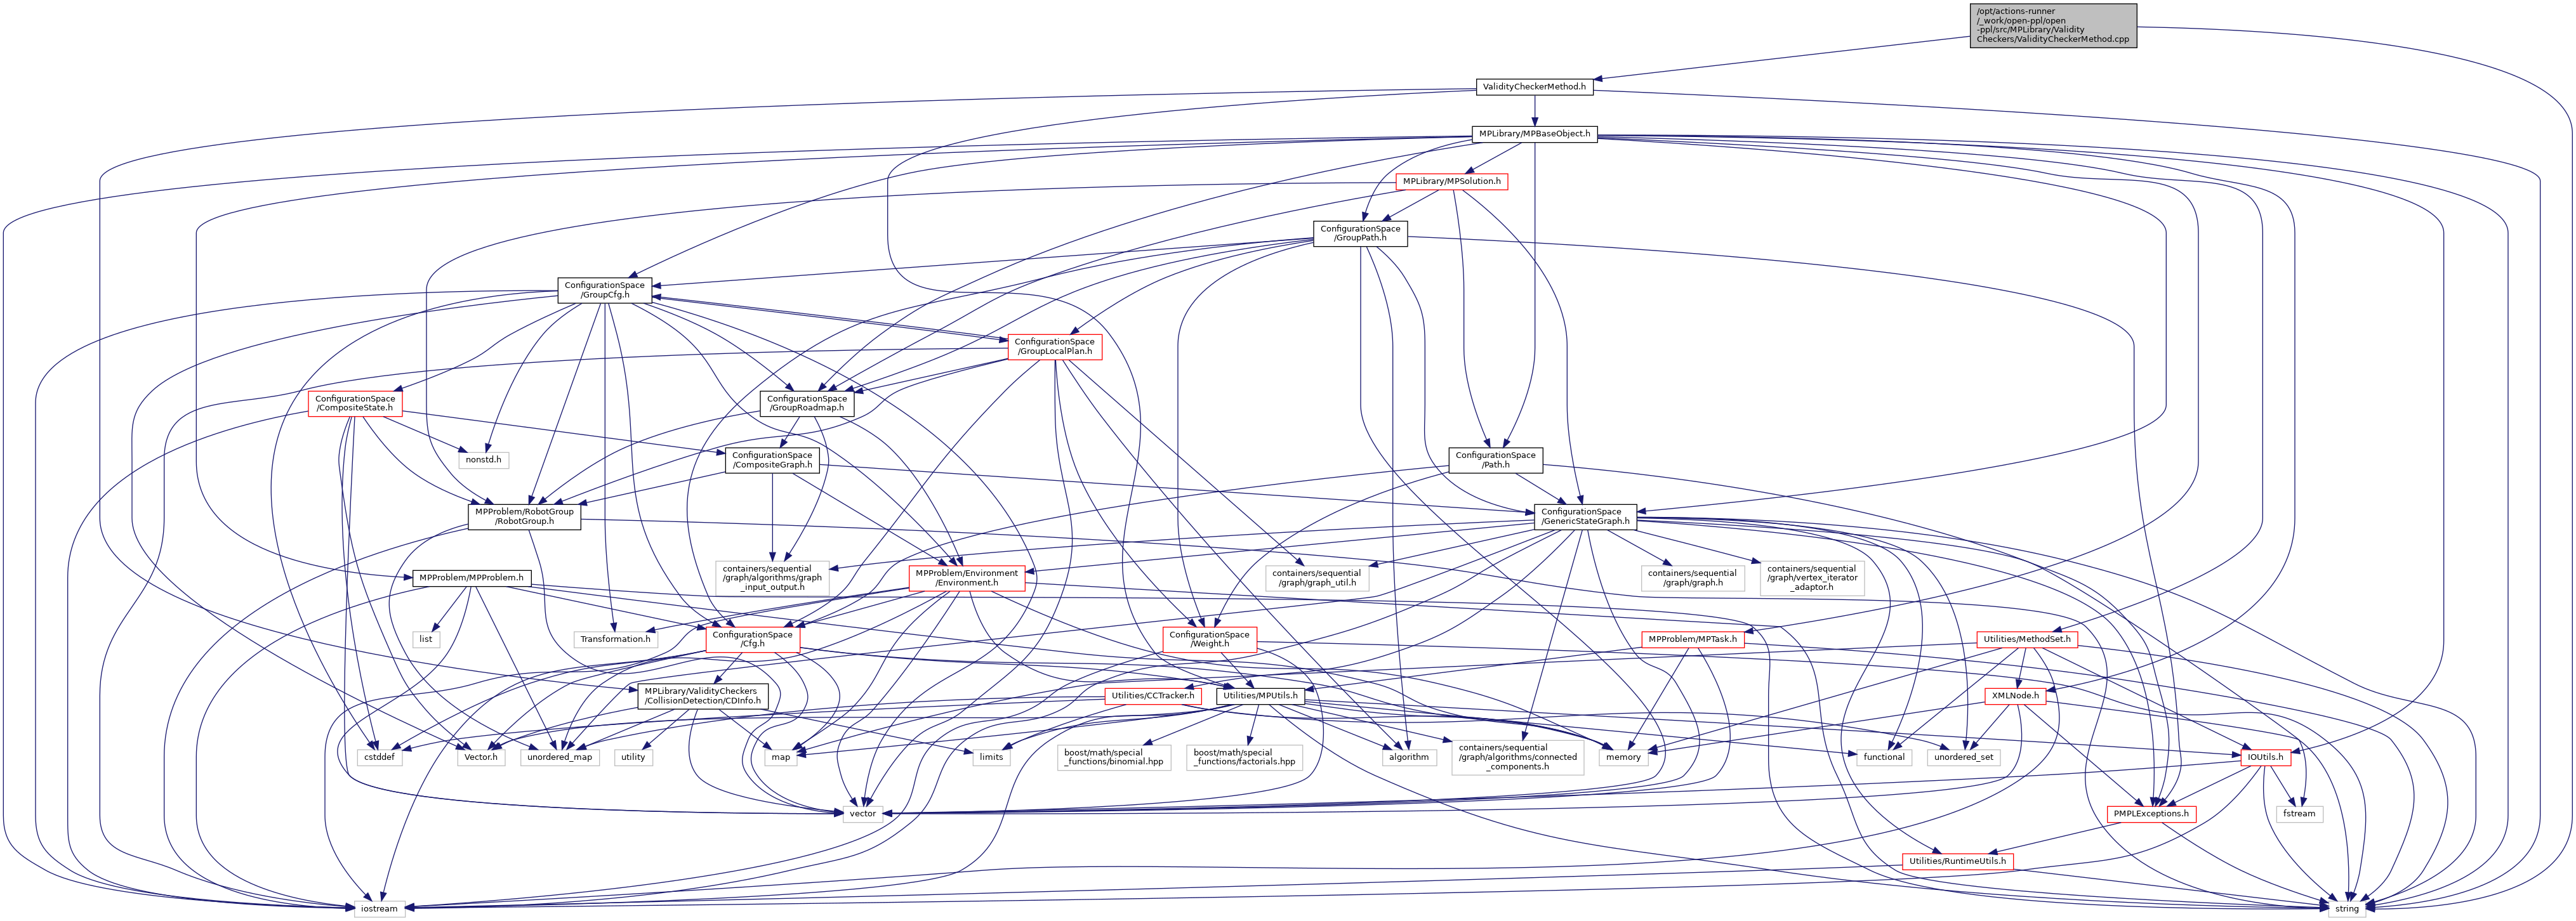 /opt/actions-runner
/_work/open-ppl/open
-ppl/src/MPLibrary/Validity
Checkers/ValidityCheckerMethod.cpp
ValidityCheckerMethod.h
MPLibrary/MPBaseObject.h
MPLibrary/MPSolution.h
ConfigurationSpace
/GroupPath.h
ConfigurationSpace
/GroupCfg.h
ConfigurationSpace
/GroupLocalPlan.h
ConfigurationSpace
/CompositeState.h
ConfigurationSpace
/GroupRoadmap.h
nonstd.h
ConfigurationSpace
/CompositeGraph.h
ConfigurationSpace
/Path.h
MPProblem/RobotGroup
/RobotGroup.h
ConfigurationSpace
/GenericStateGraph.h
MPProblem/MPProblem.h
containers/sequential
/graph/algorithms/graph
_input_output.h
MPProblem/Environment
/Environment.h
containers/sequential
/graph/graph_util.h
containers/sequential
/graph/graph.h
containers/sequential
/graph/vertex_iterator
_adaptor.h
list
Transformation.h
ConfigurationSpace
/Cfg.h
ConfigurationSpace
/Weight.h
MPProblem/MPTask.h
Utilities/MethodSet.h
MPLibrary/ValidityCheckers
/CollisionDetection/CDInfo.h
Utilities/CCTracker.h
Utilities/MPUtils.h
XMLNode.h
cstddef
Vector.h
unordered_map
utility
map
limits
boost/math/special
_functions/binomial.hpp
boost/math/special
_functions/factorials.hpp
algorithm
containers/sequential
/graph/algorithms/connected
_components.h
memory
functional
unordered_set
IOUtils.h
vector
PMPLExceptions.h
fstream
Utilities/RuntimeUtils.h
iostream
string